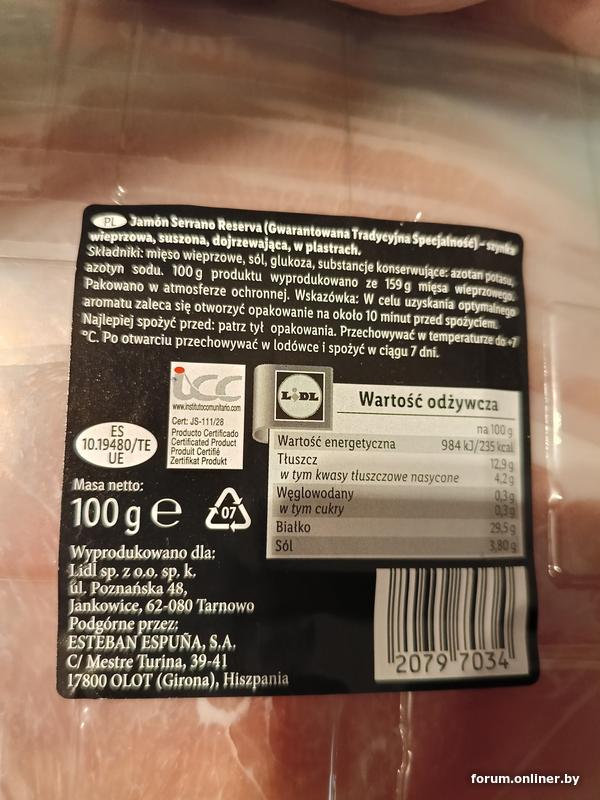 PL Jamón Serrano Reserva (Gwarantowana Tradycyjna Specjalność) – szynka
wieprzowa, suszona, dojrzewająca, w plastrach.
Składniki: mięso wieprzowe, sól, glukoza, substancje konserwujące: azotan potasu,
azotyn sodu. 100 g produktu wyprodukowano ze 159 g mięsa wieprzowego.
Pakowano w atmosferze ochronnej. Wskazówka: W celu uzyskania optymalnego
aromatu zaleca się otworzyć opakowanie na około 10 minut przed spożyciem.
Najlepiej spożyć przed: patrz tył opakowania. Przechowywać w temperaturze do +7
°C. Po otwarciu przechowywać w lodówce i spożyć w ciągu 7 dni.
icc
www.institutocomunitario.com
Cert: JS-111/28
Producto Certificado
Certificated Product
Produit Certifié
Zertifikat Produkt
LIDL
Wartość odżywcza
na 100 g
Wartość energetyczna 984 kJ/235 kcal
Tłuszcz 12,9 g
w tym kwasy tłuszczowe nasycone 4,2 g
Węglowodany 0,3 g
w tym cukry 0,3 g
Białko 29,5 g
Sól 3,80 g
ES
10.19480/TE
UE
Masa netto:
100 g e
07
Wyprodukowano dla:
Lidl sp. z o.o. sp. k.
ul. Poznańska 48,
Jankowice, 62-080 Tarnowo
Podgórne przez:
ESTEBAN ESPUÑA, S.A.
C/ Mestre Turina, 39-41
17800 OLOT (Girona), Hiszpania
2079 7034
forum.onliner.by